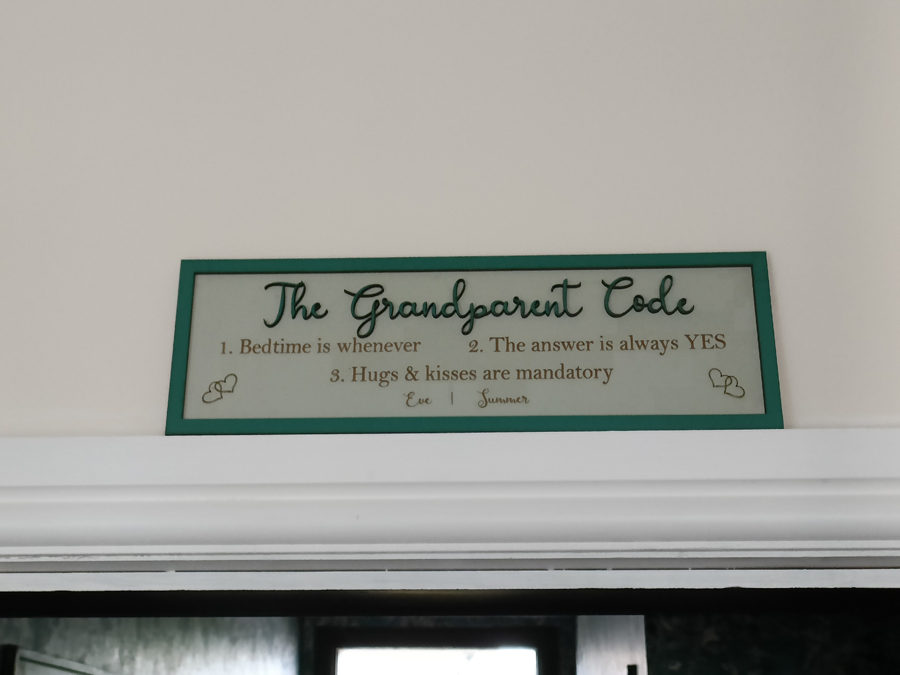 The Grandparent Code
1. Bedtime is whenever 2. The answer is always YES
3. Hugs & kisses are mandatory
Eve | Summer